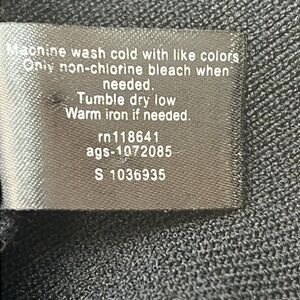 Machine wash cold with like colors
Only non-chlorine bleach when
needed.
Tumble dry low
Warm iron if needed.
rn118641
ags-1072085
S 1036935